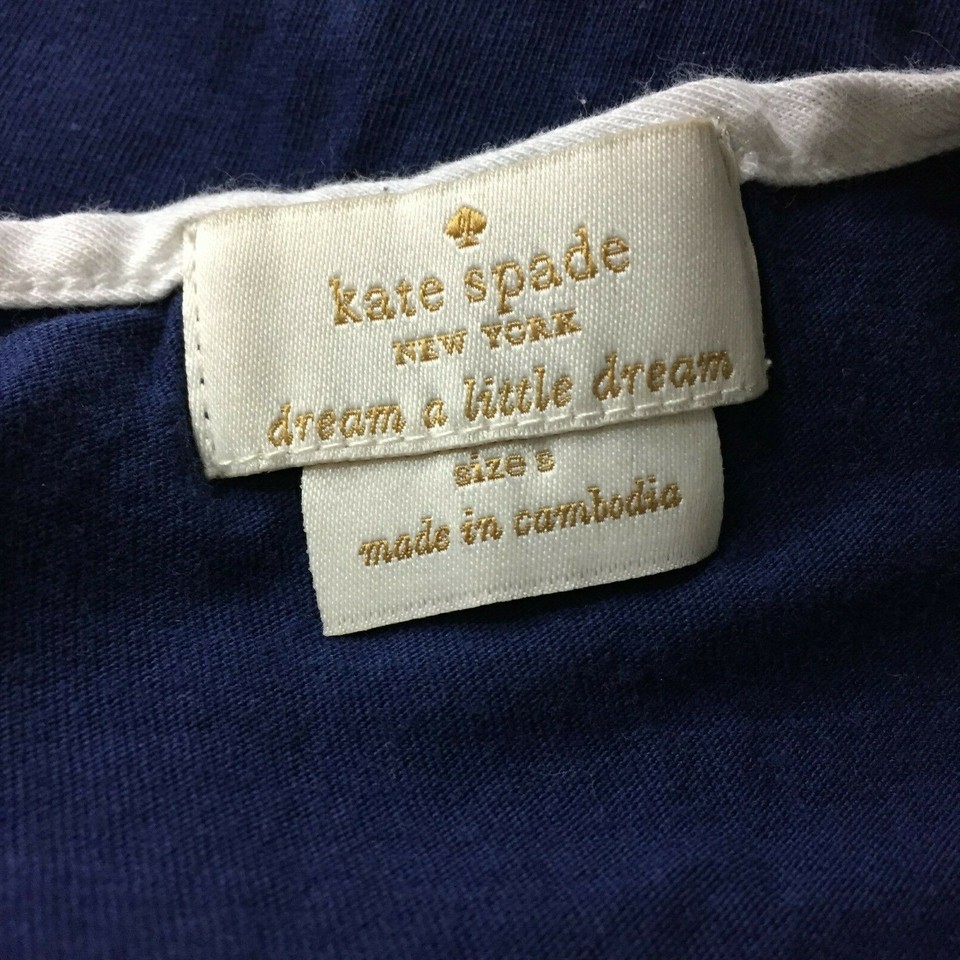 kate spade
NEW YORK
dream a little dream
size s
made in cambodia